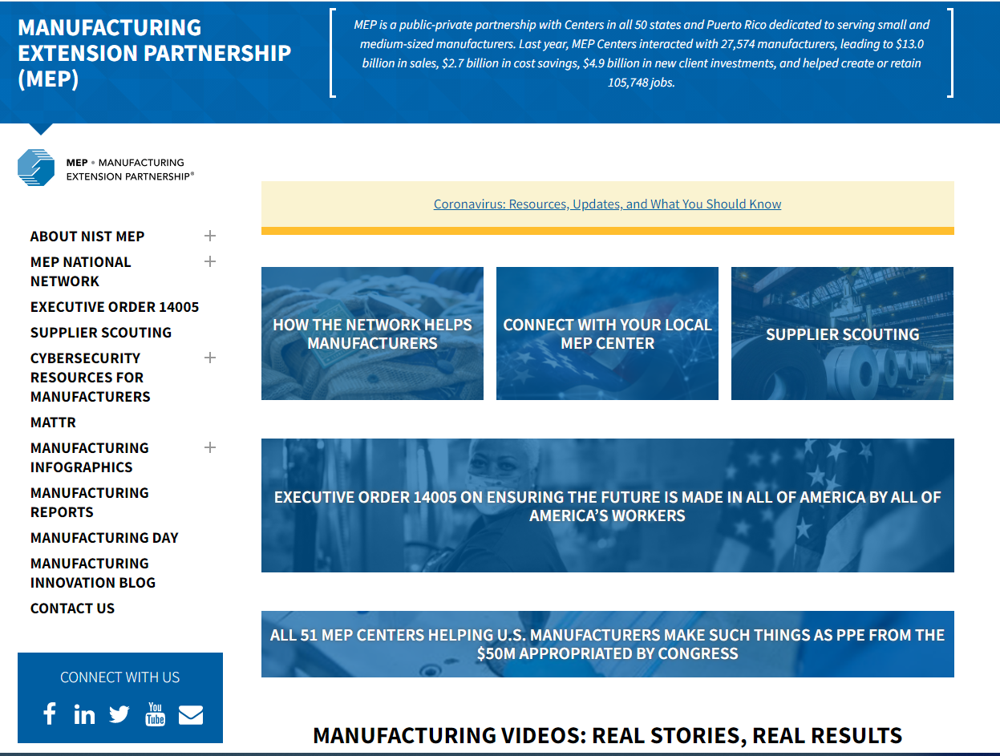 MANUFACTURING
EXTENSION PARTNERSHIP
(MEP)
MEP is a public-private partnership with Centers in all 50 states and Puerto Rico dedicated to serving small and
medium-sized manufacturers. Last year, MEP Centers interacted with 27,574 manufacturers, leading to $13.0
billion in sales, $2.7 billion in cost savings, $4.9 billion in new client investments, and helped create or retain
105,748 jobs.
MEP • MANUFACTURING
EXTENSION PARTNERSHIP®
ABOUT NIST MEP
MEP NATIONAL
NETWORK
EXECUTIVE ORDER 14005
SUPPLIER SCOUTING
CYBERSECURITY
RESOURCES FOR
MANUFACTURERS
MATTR
MANUFACTURING
INFOGRAPHICS
MANUFACTURING
REPORTS
MANUFACTURING DAY
MANUFACTURING
INNOVATION BLOG
CONTACT US
CONNECT WITH US
You
Tube
Coronavirus: Resources, Updates, and What You Should Know
HOW THE NETWORK HELPS
MANUFACTURERS
CONNECT WITH YOUR LOCAL
MEP CENTER
SUPPLIER SCOUTING
EXECUTIVE ORDER 14005 ON ENSURING THE FUTURE IS MADE IN ALL OF AMERICA BY ALL OF
AMERICA'S WORKERS
ALL 51 MEP CENTERS HELPING U.S. MANUFACTURERS MAKE SUCH THINGS AS PPE FROM THE
$50M APPROPRIATED BY CONGRESS
MANUFACTURING VIDEOS: REAL STORIES, REAL RESULTS